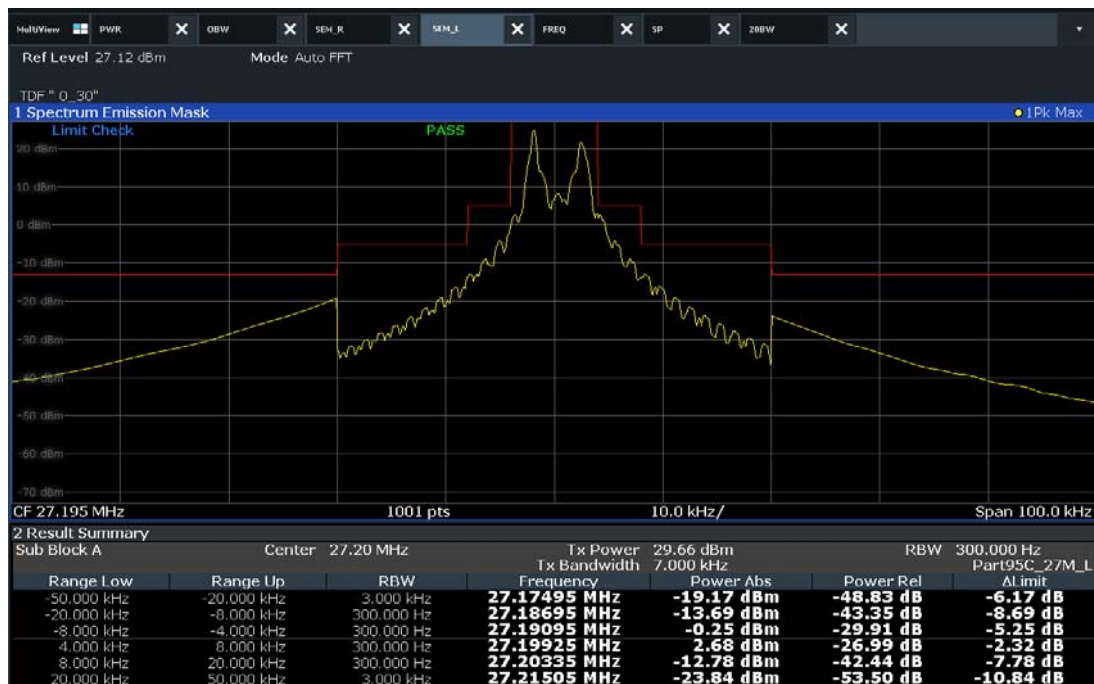 MultiView PWR OBW SEM_R SEM_L FREQ SP 20BW
Ref Level 27.12 dBm Mode Auto FFT
TDF " 0_30"
1 Spectrum Emission Mask 1Pk Max
Limit Check PASS
20 dBm
10 dBm
0 dBm
-10 dBm
-20 dBm
-30 dBm
-40 dBm
-50 dBm
-60 dBm
-70 dBm
CF 27.195 MHz 1001 pts 10.0 kHz/ Span 100.0 kHz
2 Result Summary
Sub Block A Center 27.20 MHz Tx Power 29.66 dBm RBW 300.000 Hz
Tx Bandwidth 7.000 kHz Part95C_27M_L
Range Low Range Up RBW Frequency Power Abs Power Rel ΔLimit
-50.000 kHz -20.000 kHz 3.000 kHz 27.17495 MHz -19.17 dBm -48.83 dB -6.17 dB
-20.000 kHz -8.000 kHz 300.000 Hz 27.18695 MHz -13.69 dBm -43.35 dB -8.69 dB
-8.000 kHz -4.000 kHz 300.000 Hz 27.19095 MHz -0.25 dBm -29.91 dB -5.25 dB
4.000 kHz 8.000 kHz 300.000 Hz 27.19925 MHz 2.68 dBm -26.99 dB -2.32 dB
8.000 kHz 20.000 kHz 300.000 Hz 27.20335 MHz -12.78 dBm -42.44 dB -7.78 dB
20.000 kHz 50.000 kHz 3.000 kHz 27.21505 MHz -23.84 dBm -53.50 dB -10.84 dB